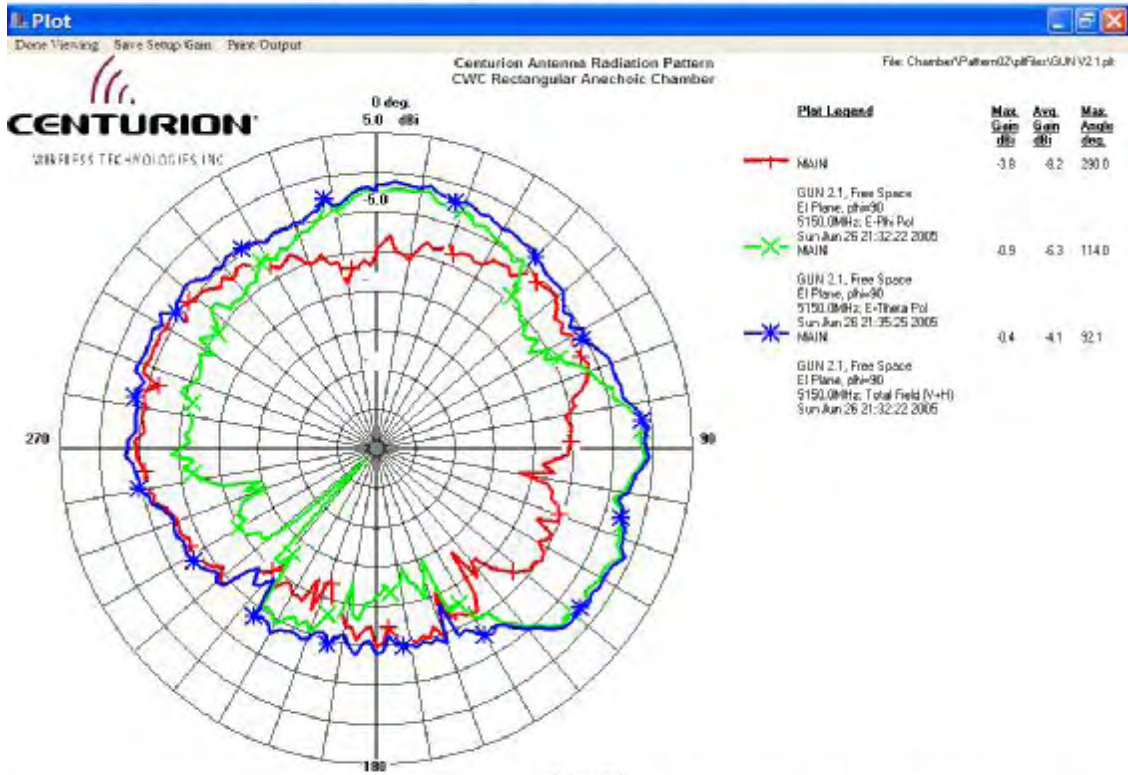 Plot
Done Viewing Save Setup/Gain Print Output
Centurion Antenna Radiation Pattern
CWC Rectangular Anechoic Chamber
File: Chamber\Pattern02\pltFiles\GUN V2 1.plt
CENTURION
WIRELESS TECHNOLOGIES INC
0 deg.
5.0 dBi
-5.0
270
90
180
Plot Legend Max. Gain dBi Avg. Gain dBi Max. Angle deg.
MAIN -3.8 -8.2 290.0
GUN 2.1, Free Space
El Plane, phi=90
5150.0MHz; E-Phi Pol
Sun Jun 26 21:32:22 2005
MAIN -0.9 -6.3 114.0
GUN 2.1, Free Space
El Plane, phi=90
5150.0MHz; E-Theta Pol
Sun Jun 26 21:35:25 2005
MAIN -0.4 -4.1 92.1
GUN 2.1, Free Space
El Plane, phi=90
5150.0MHz; Total Field (V+H)
Sun Jun 26 21:32:22 2005